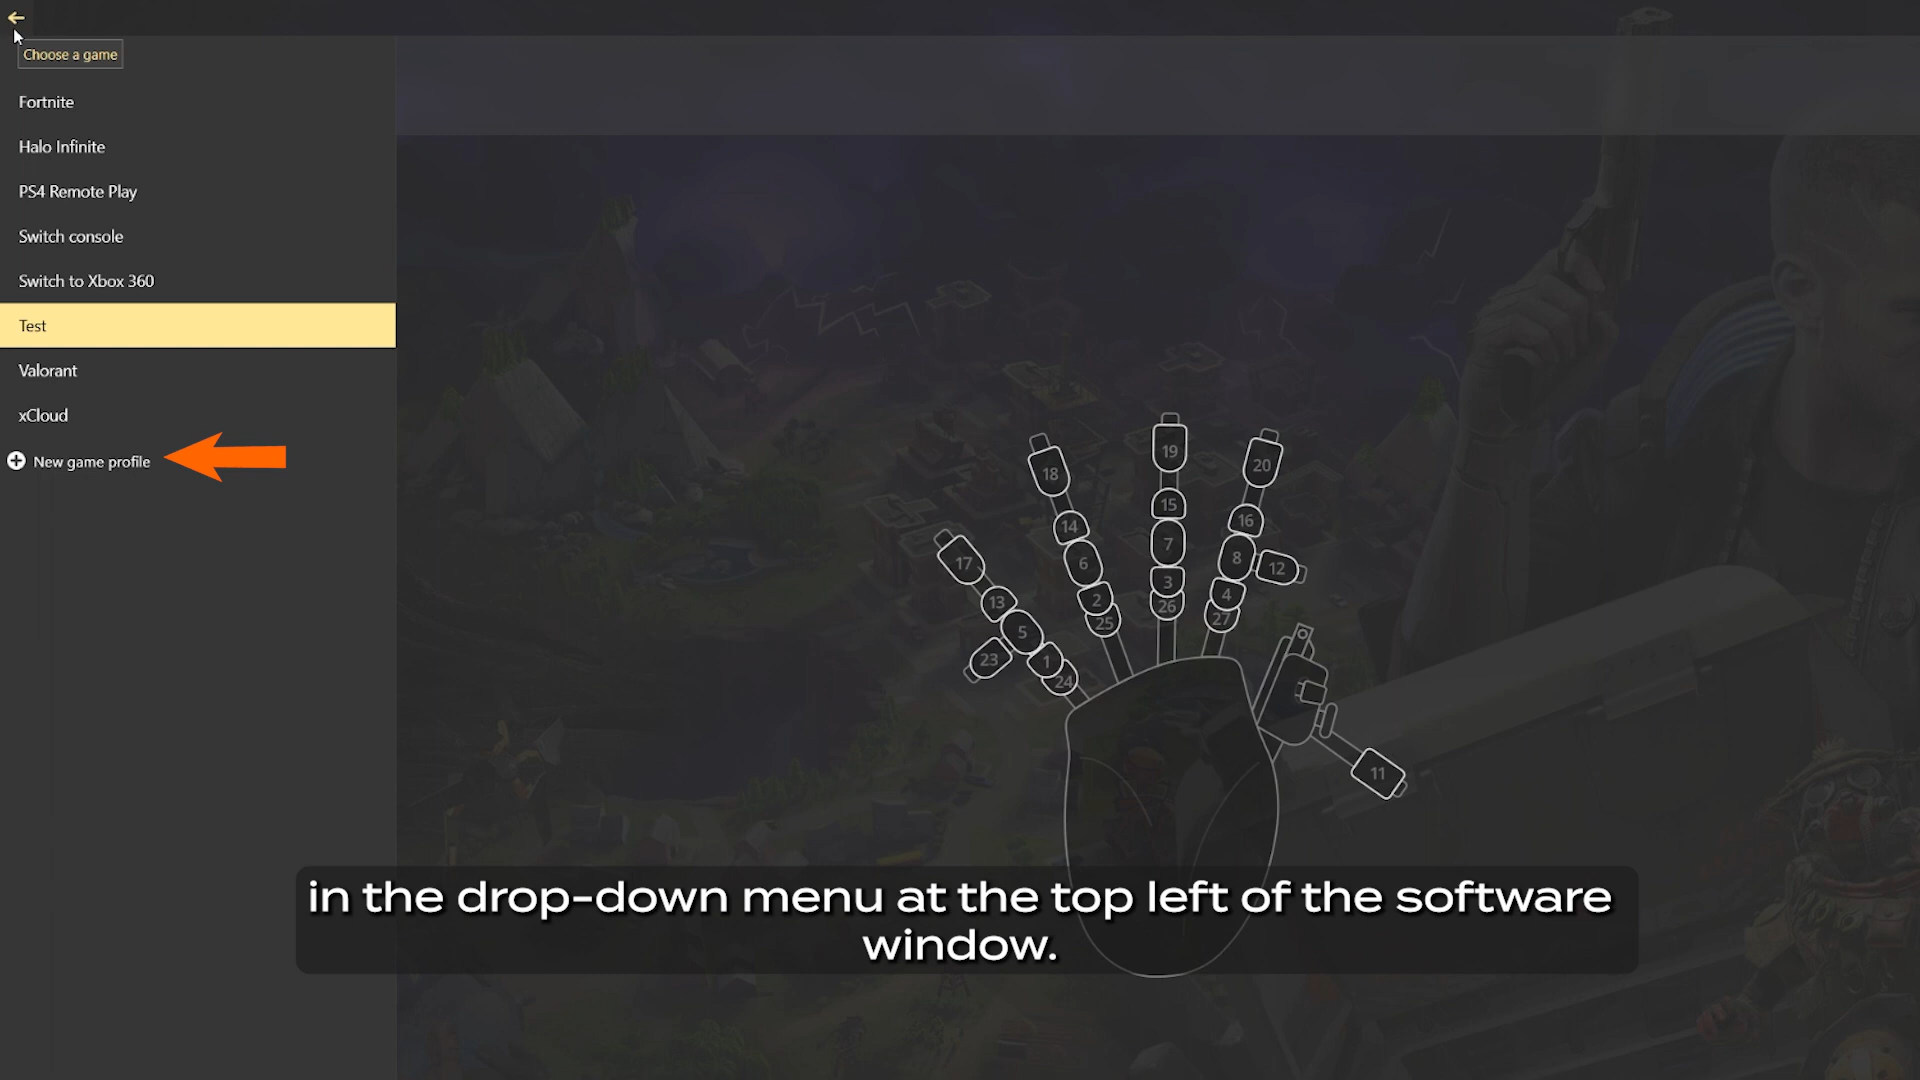 Choose a game
Fortnite
Halo Infinite
PS4 Remote Play
Switch console
Switch to Xbox 360
Test
Valorant
xCloud
New game profile
19
20
18
15
16
14
7
8
17
6
12
3
4
13
2
26
27
25
5
23
1
24
11
in the drop-down menu at the top left of the software
window.